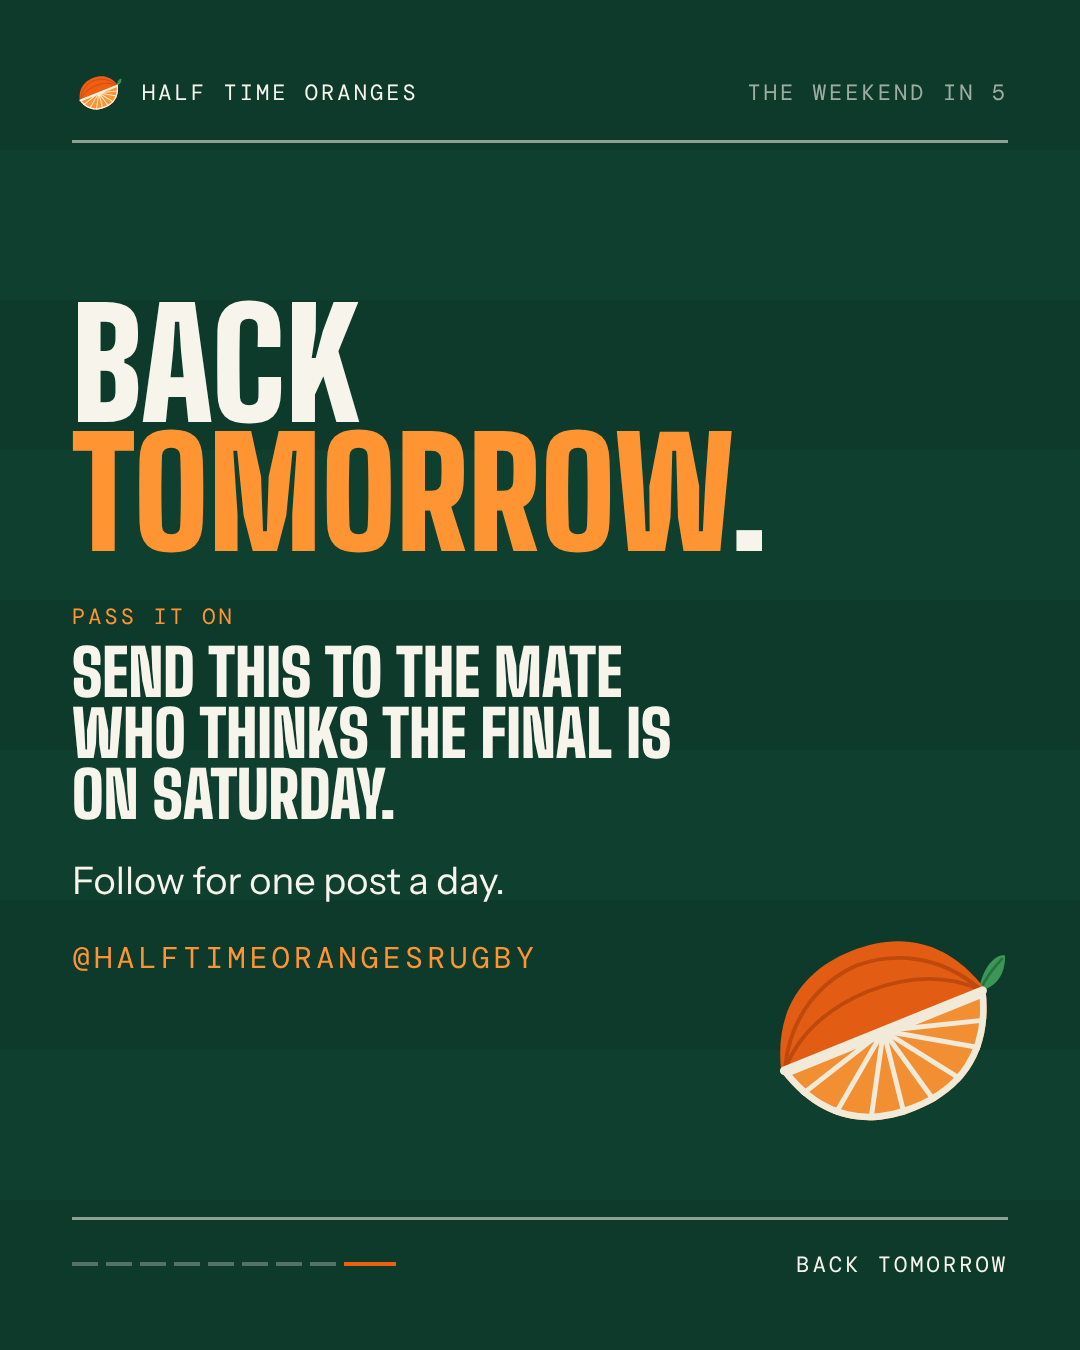 HALF TIME ORANGES
THE WEEKEND IN 5
BACK
TOMORROW.
PASS IT ON
SEND THIS TO THE MATE
WHO THINKS THE FINAL IS
ON SATURDAY.
Follow for one post a day.
@HALFTIMEORANGESRUGBY
BACK TOMORROW